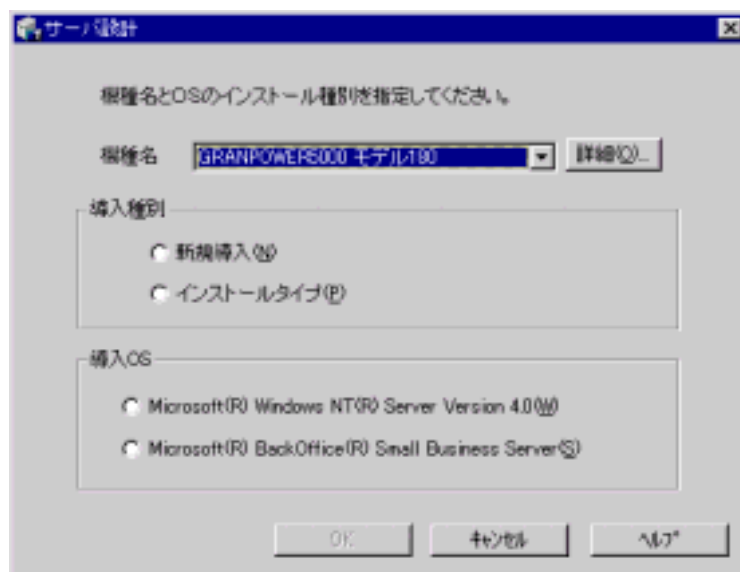 サーバ設計
機種名とOSのインストール種別を指定してください。
機種名 GRANPOWER5000 モデル180 詳細(O)...
導入種別
新規導入(N)
インストールタイプ(P)
導入OS
Microsoft(R) Windows NT(R) Server Version 4.0(W)
Microsoft(R) BackOffice(R) Small Business Server(S)
OK キャンセル ヘルプ